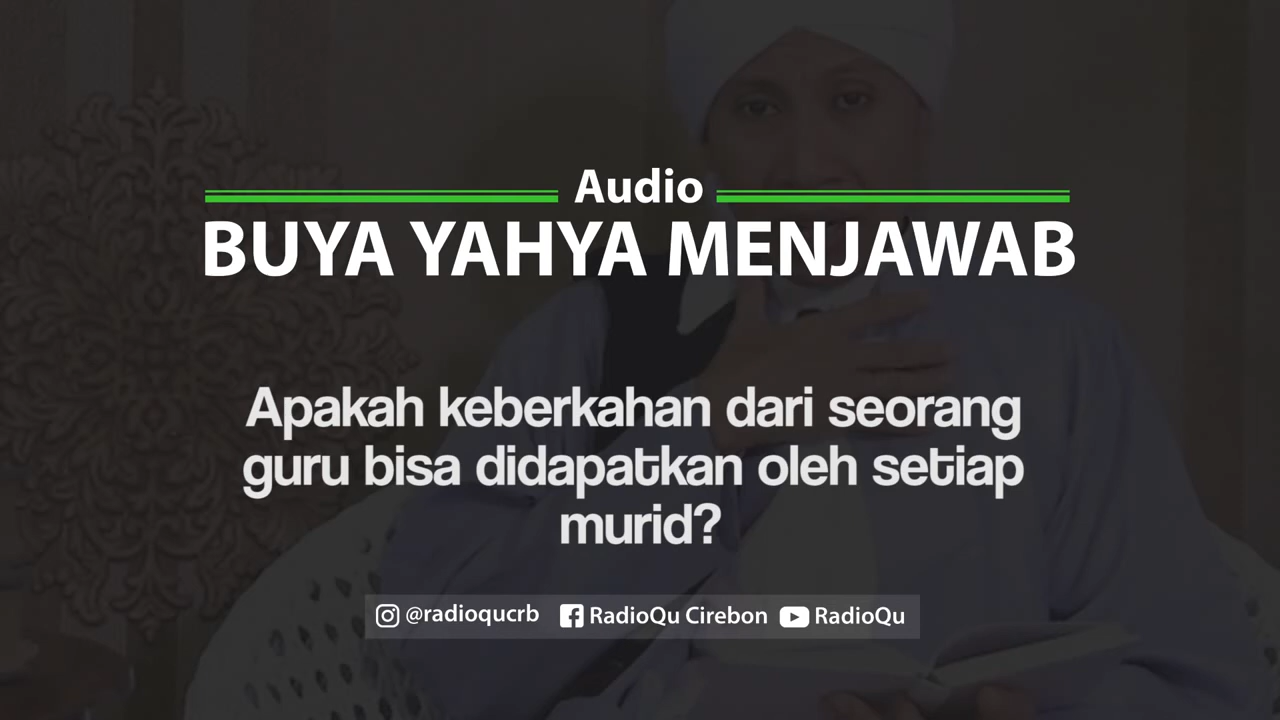 Audio
BUYA YAHYA MENJAWAB
Apakah keberkahan dari seorang
guru bisa didapatkan oleh setiap
murid?
@radioqucrb RadioQu Cirebon RadioQu